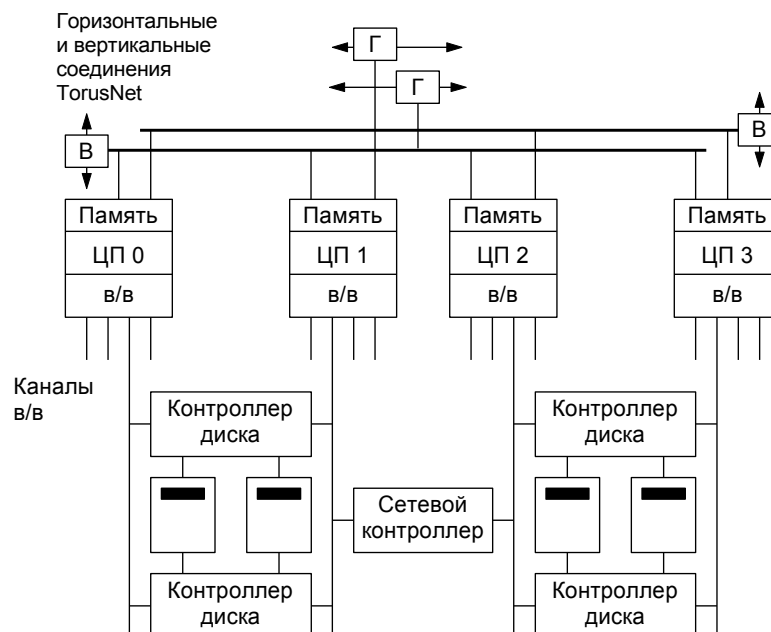 Горизонтальные
и вертикальные
соединения
TorusNet
Г
Г
В
В
Память
Память
Память
Память
ЦП 0
ЦП 1
ЦП 2
ЦП 3
в/в
в/в
в/в
в/в
Каналы
в/в
Контроллер
диска
Контроллер
диска
Сетевой
контроллер
Контроллер
диска
Контроллер
диска